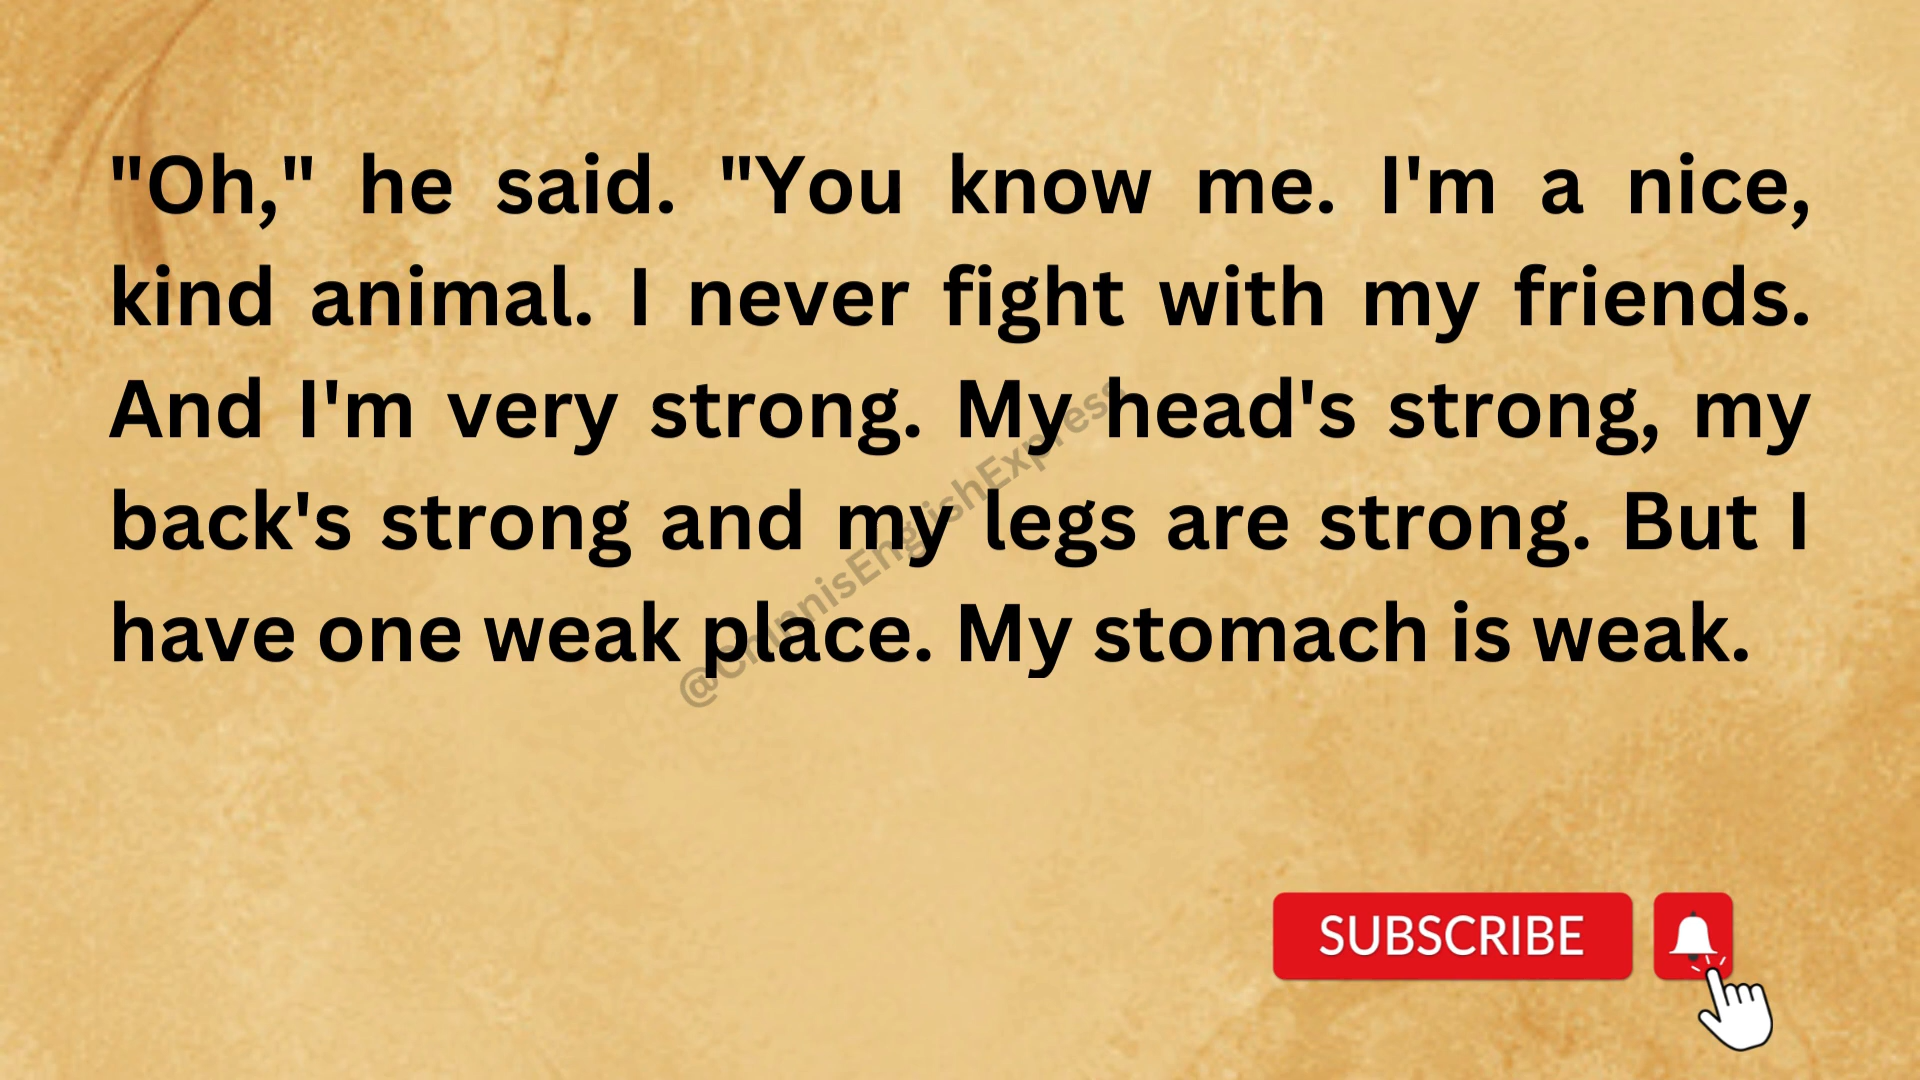 "Oh," he said. "You know me. I'm a nice,
kind animal. I never fight with my friends.
And I'm very strong. My head's strong, my
back's strong and my legs are strong. But I
have one weak place. My stomach is weak.
@ChinnisEnglishExpress
SUBSCRIBE